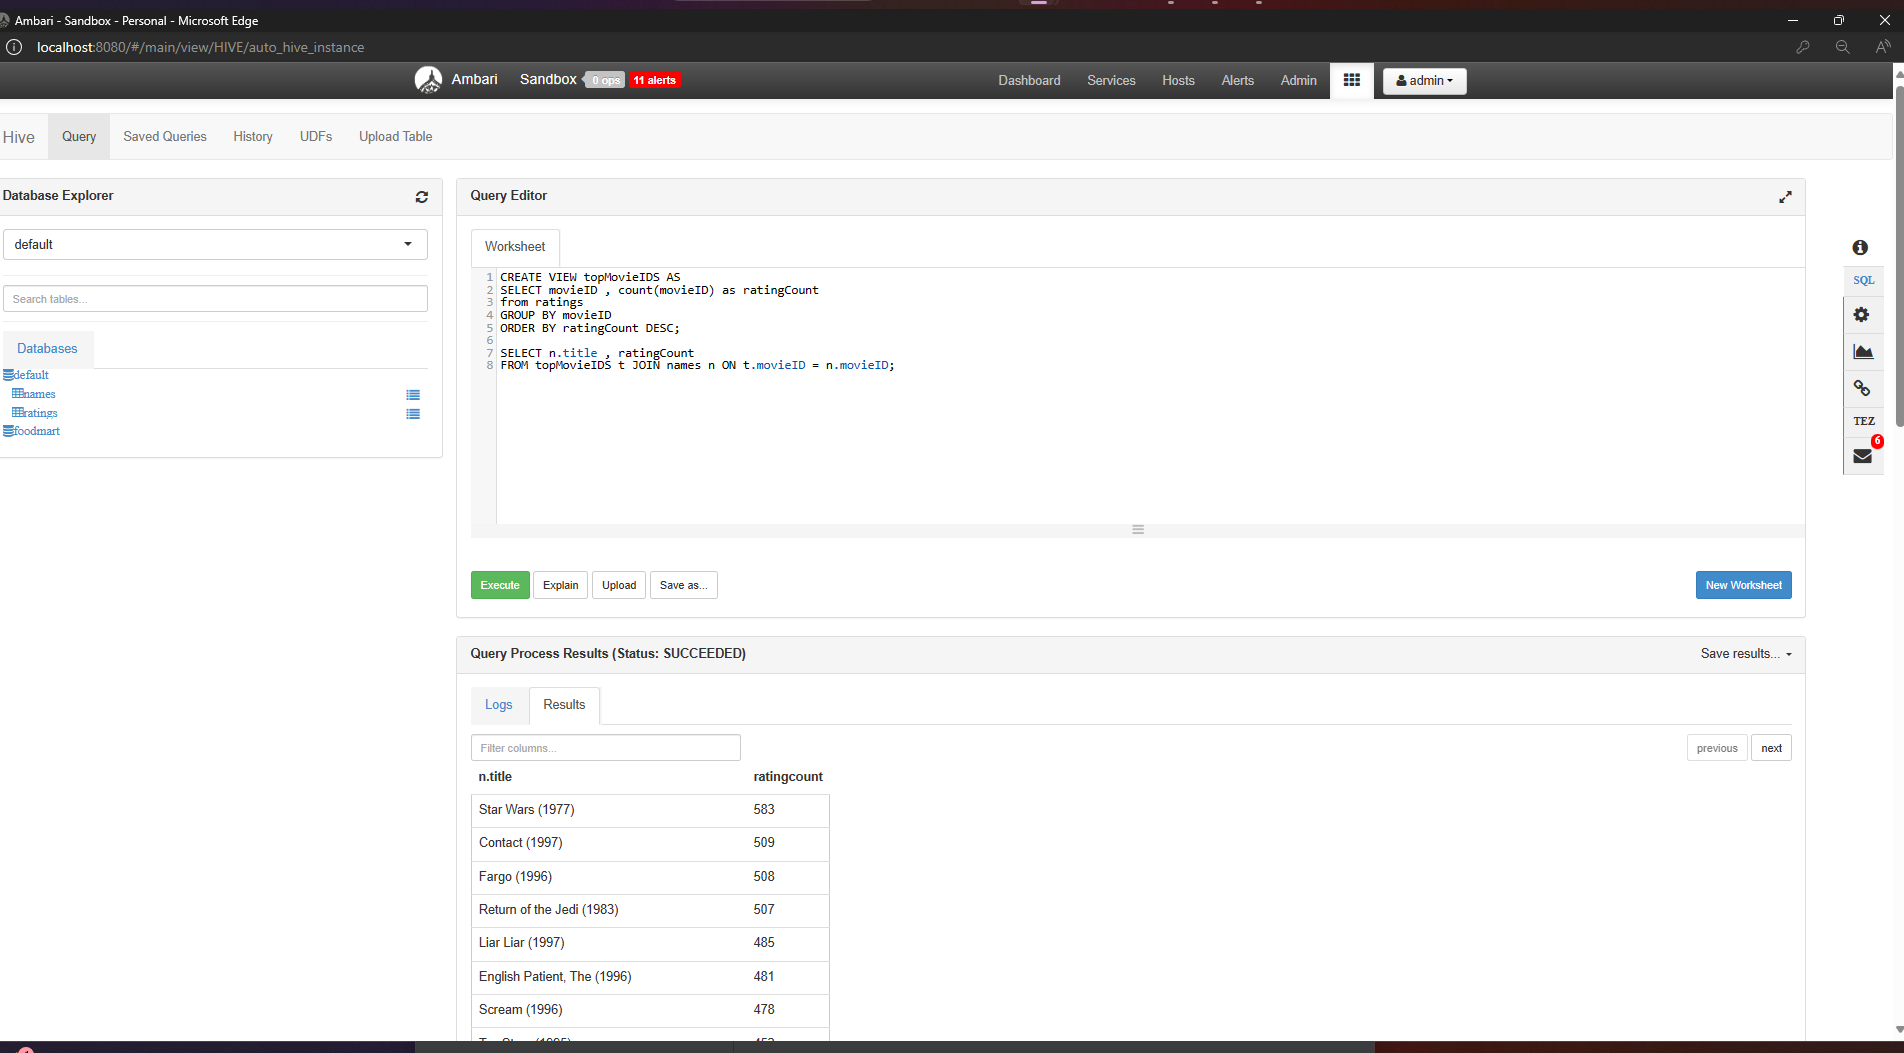 Ambari - Sandbox - Personal - Microsoft Edge
localhost:8080/#/main/view/HIVE/auto_hive_instance
Ambari Sandbox 0 ops 11 alerts Dashboard Services Hosts Alerts Admin admin
Hive Query Saved Queries History UDFs Upload Table
Database Explorer
default
Search tables...
Databases
default
names
ratings
foodmart
Query Editor
Worksheet
1 CREATE VIEW topMovieIDS AS
2 SELECT movieID , count(movieID) as ratingCount
3 from ratings
4 GROUP BY movieID
5 ORDER BY ratingCount DESC;
6
7 SELECT n.title , ratingCount
8 FROM topMovieIDS t JOIN names n ON t.movieID = n.movieID;
SQL
TEZ
6
Execute Explain Upload Save as... New Worksheet
Query Process Results (Status: SUCCEEDED) Save results...
Logs Results
Filter columns... previous next
n.title ratingcount
Star Wars (1977) 583
Contact (1997) 509
Fargo (1996) 508
Return of the Jedi (1983) 507
Liar Liar (1997) 485
English Patient, The (1996) 481
Scream (1996) 478